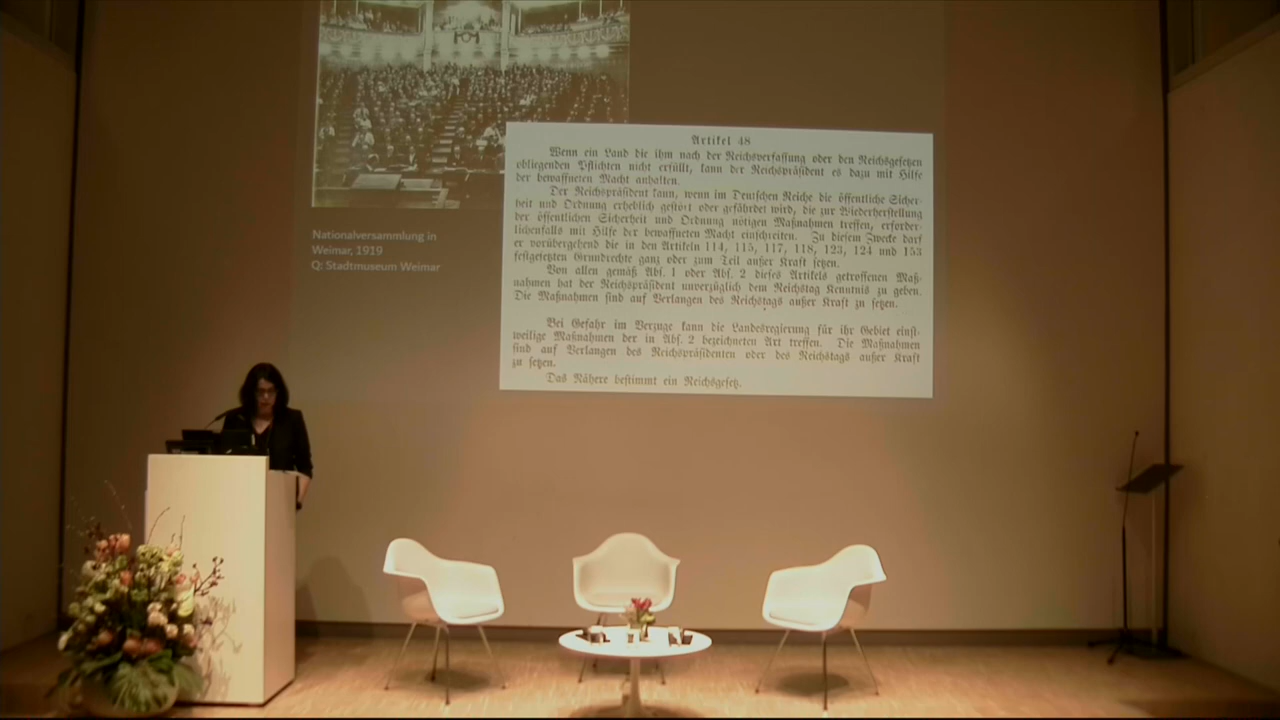 Nationalversammlung in
Weimar, 1919
Q: Stadtmuseum Weimar
Artikel 48
Wenn ein Land die ihm nach der Reichsverfassung oder den Reichsgesetzen
obliegenden Pflichten nicht erfüllt, kann der Reichspräsident es dazu mit Hilfe
der bewaffneten Macht anhalten.
Der Reichspräsident kann, wenn im Deutschen Reiche die öffentliche Sicher-
heit und Ordnung erheblich gestört oder gefährdet wird, die zur Wiederherstellung
der öffentlichen Sicherheit und Ordnung nötigen Maßnahmen treffen, erforder-
lichenfalls mit Hilfe der bewaffneten Macht einschreiten. Zu diesem Zwecke darf
er vorübergehend die in den Artikeln 114, 115, 117, 118, 123, 124 und 153
festgesetzten Grundrechte ganz oder zum Teil außer Kraft setzen.
Von allen gemäß Abs. 1 oder Abs. 2 dieses Artikels getroffenen Maß-
nahmen hat der Reichspräsident unverzüglich dem Reichstag Kenntnis zu geben.
Die Maßnahmen sind auf Verlangen des Reichstags außer Kraft zu setzen.
Bei Gefahr im Verzuge kann die Landesregierung für ihr Gebiet einst-
weilige Maßnahmen der in Abs. 2 bezeichneten Art treffen. Die Maßnahmen
sind auf Verlangen des Reichspräsidenten oder des Reichstags außer Kraft
zu setzen.
Das Nähere bestimmt ein Reichsgesetz.